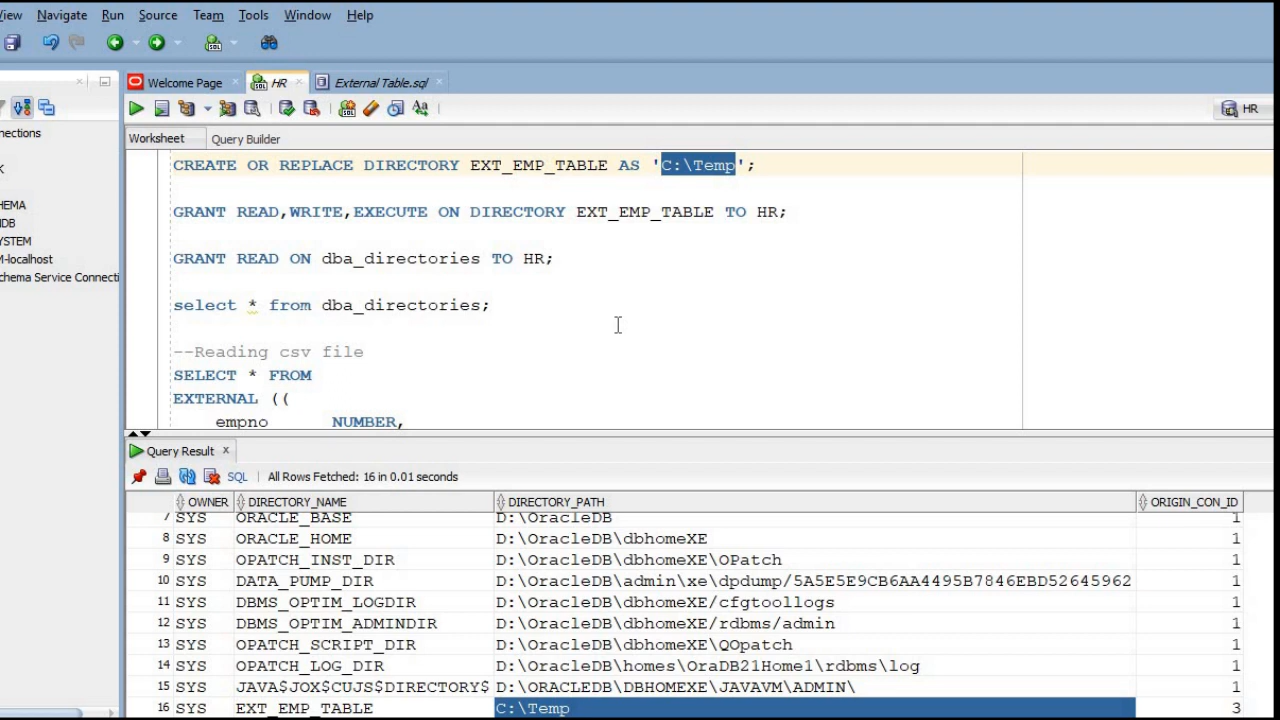 View Navigate Run Source Team Tools Window Help
Welcome Page HR External Table.sql
HR
Worksheet Query Builder
CREATE OR REPLACE DIRECTORY EXT_EMP_TABLE AS 'C:\Temp';
GRANT READ,WRITE,EXECUTE ON DIRECTORY EXT_EMP_TABLE TO HR;
GRANT READ ON dba_directories TO HR;
select * from dba_directories;
--Reading csv file
SELECT * FROM
EXTERNAL ((
empno NUMBER,
nections
K
HEMA
DB
YSTEM
M-localhost
chema Service Connecti
Query Result
SQL | All Rows Fetched: 16 in 0.01 seconds
OWNER DIRECTORY_NAME DIRECTORY_PATH ORIGIN_CON_ID
7 SYS ORACLE_BASE D:\OracleDB 1
8 SYS ORACLE_HOME D:\OracleDB\dbhomeXE 1
9 SYS OPATCH_INST_DIR D:\OracleDB\dbhomeXE\OPatch 1
10 SYS DATA_PUMP_DIR D:\OracleDB\admin\xe\dpdump/5A5E5E9CB6AA4495B7846EBD52645962 1
11 SYS DBMS_OPTIM_LOGDIR D:\OracleDB\dbhomeXE/cfgtoollogs 1
12 SYS DBMS_OPTIM_ADMINDIR D:\OracleDB\dbhomeXE/rdbms/admin 1
13 SYS OPATCH_SCRIPT_DIR D:\OracleDB\dbhomeXE\QOpatch 1
14 SYS OPATCH_LOG_DIR D:\OracleDB\homes\OraDB21Home1\rdbms\log 1
15 SYS JAVA$JOX$CUJS$DIRECTORY$ D:\ORACLEDB\DBHOMEXE\JAVAVM\ADMIN\ 1
16 SYS EXT_EMP_TABLE C:\Temp 3